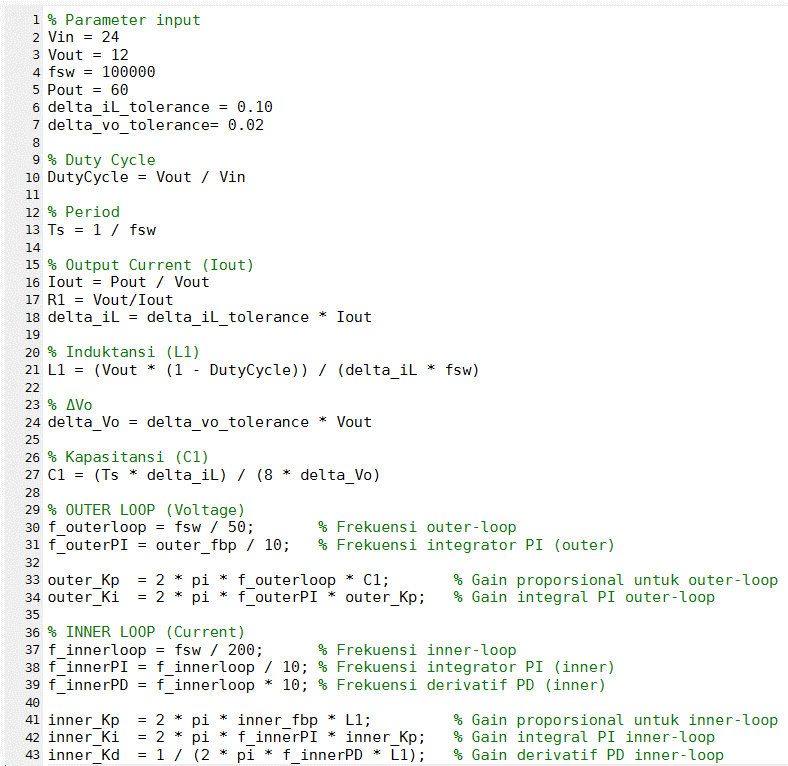 1 % Parameter input
2 Vin = 24
3 Vout = 12
4 fsw = 100000
5 Pout = 60
6 delta_iL_tolerance = 0.10
7 delta_vo_tolerance= 0.02
8
9 % Duty Cycle
10 DutyCycle = Vout / Vin
11
12 % Period
13 Ts = 1 / fsw
14
15 % Output Current (Iout)
16 Iout = Pout / Vout
17 R1 = Vout/Iout
18 delta_iL = delta_iL_tolerance * Iout
19
20 % Induktansi (L1)
21 L1 = (Vout * (1 - DutyCycle)) / (delta_iL * fsw)
22
23 % ΔVo
24 delta_Vo = delta_vo_tolerance * Vout
25
26 % Kapasitansi (C1)
27 C1 = (Ts * delta_iL) / (8 * delta_Vo)
28
29 % OUTER LOOP (Voltage)
30 f_outerloop = fsw / 50;       % Frekuensi outer-loop
31 f_outerPI = outer_fbp / 10;   % Frekuensi integrator PI (outer)
32
33 outer_Kp  = 2 * pi * f_outerloop * C1;       % Gain proporsional untuk outer-loop
34 outer_Ki  = 2 * pi * f_outerPI * outer_Kp;   % Gain integral PI outer-loop
35
36 % INNER LOOP (Current)
37 f_innerloop = fsw / 200;      % Frekuensi inner-loop
38 f_innerPI = f_innerloop / 10; % Frekuensi integrator PI (inner)
39 f_innerPD = f_innerloop * 10; % Frekuensi derivatif PD (inner)
40
41 inner_Kp  = 2 * pi * inner_fbp * L1;         % Gain proporsional untuk inner-loop
42 inner_Ki  = 2 * pi * f_innerPI * inner_Kp;   % Gain integral PI inner-loop
43 inner_Kd  = 1 / (2 * pi * f_innerPD * L1);   % Gain derivatif PD inner-loop